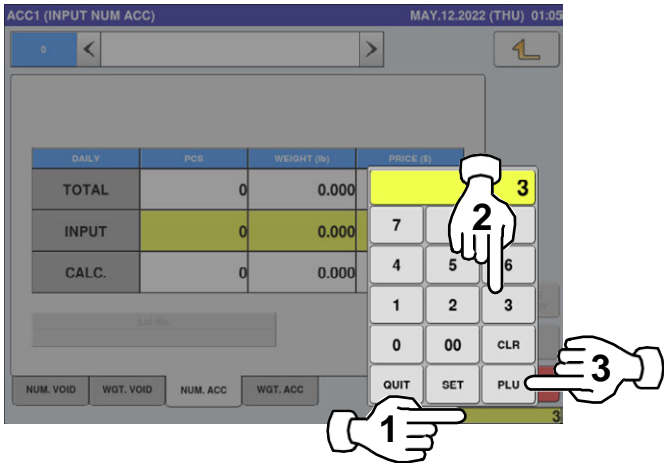 ACC1 (INPUT NUM ACC) MAY.12.2022 (THU) 01:05
0
DAILY PCS WEIGHT (lb) PRICE ($)
TOTAL 0 0.000
INPUT 0 0.000
CALC. 0 0.000
Lot No.
3
7
4 5 6
1 2 3
0 00 CLR
QUIT SET PLU
NUM. VOID WGT. VOID NUM. ACC WGT. ACC
3
2
3
1